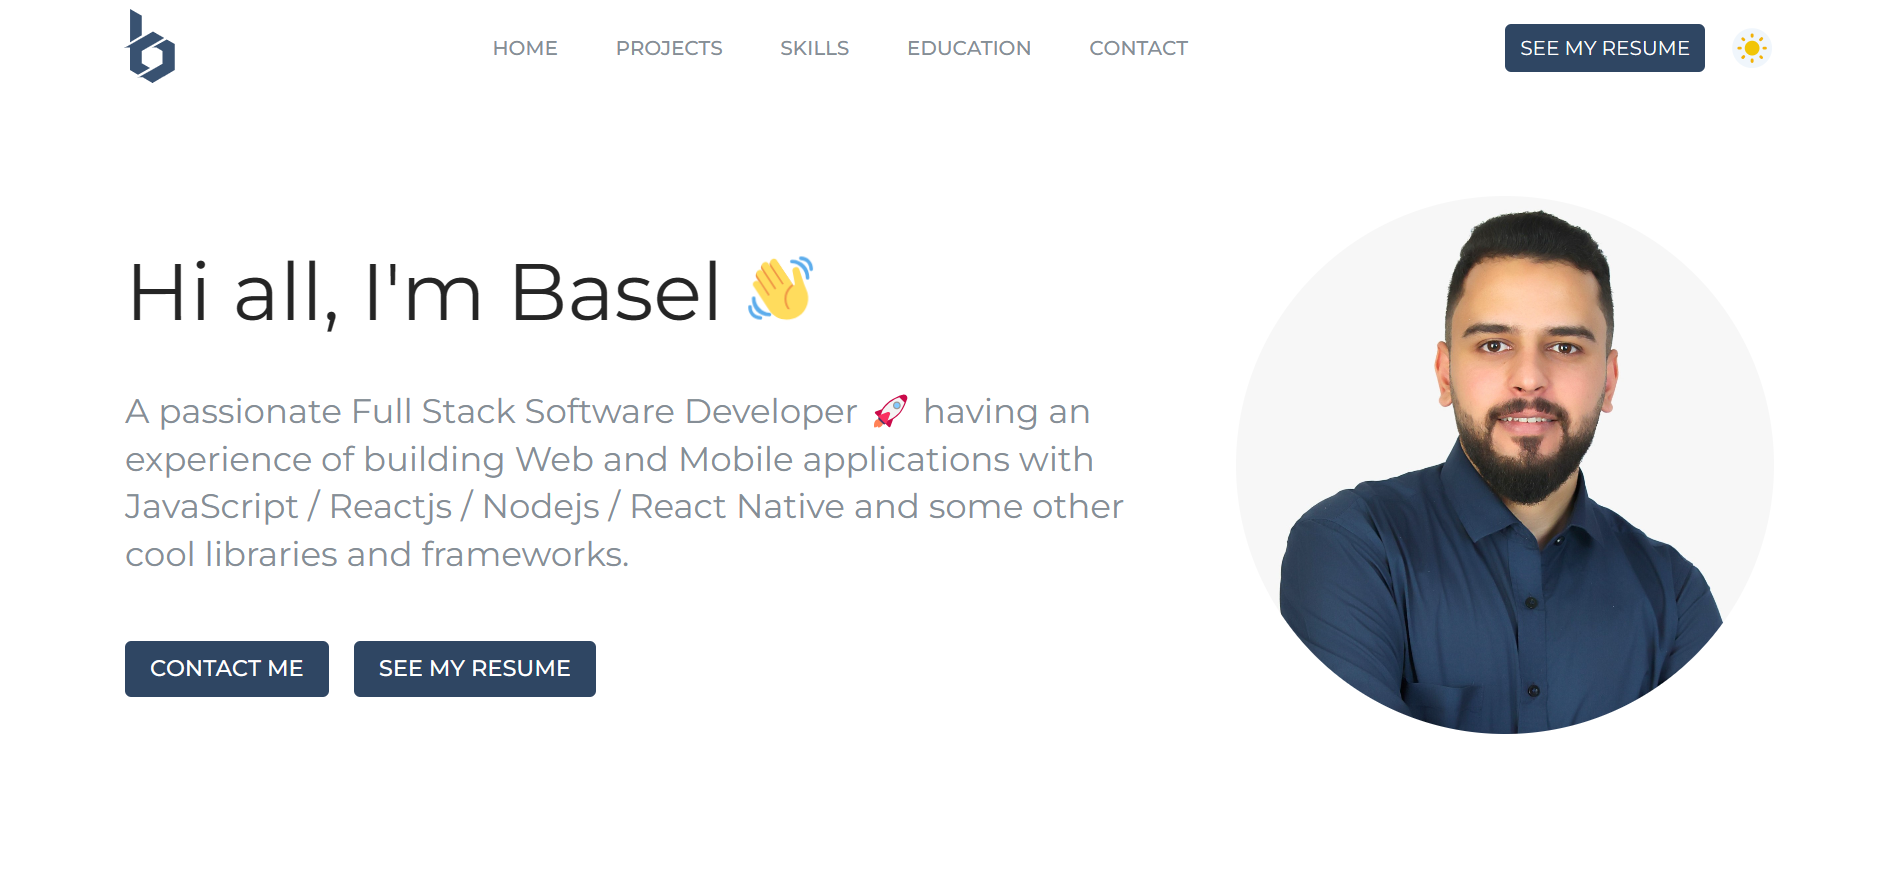 HOME PROJECTS SKILLS EDUCATION CONTACT SEE MY RESUME
Hi all, I'm Basel 👋
A passionate Full Stack Software Developer 🚀 having an
experience of building Web and Mobile applications with
JavaScript / Reactjs / Nodejs / React Native and some other
cool libraries and frameworks.
CONTACT ME SEE MY RESUME